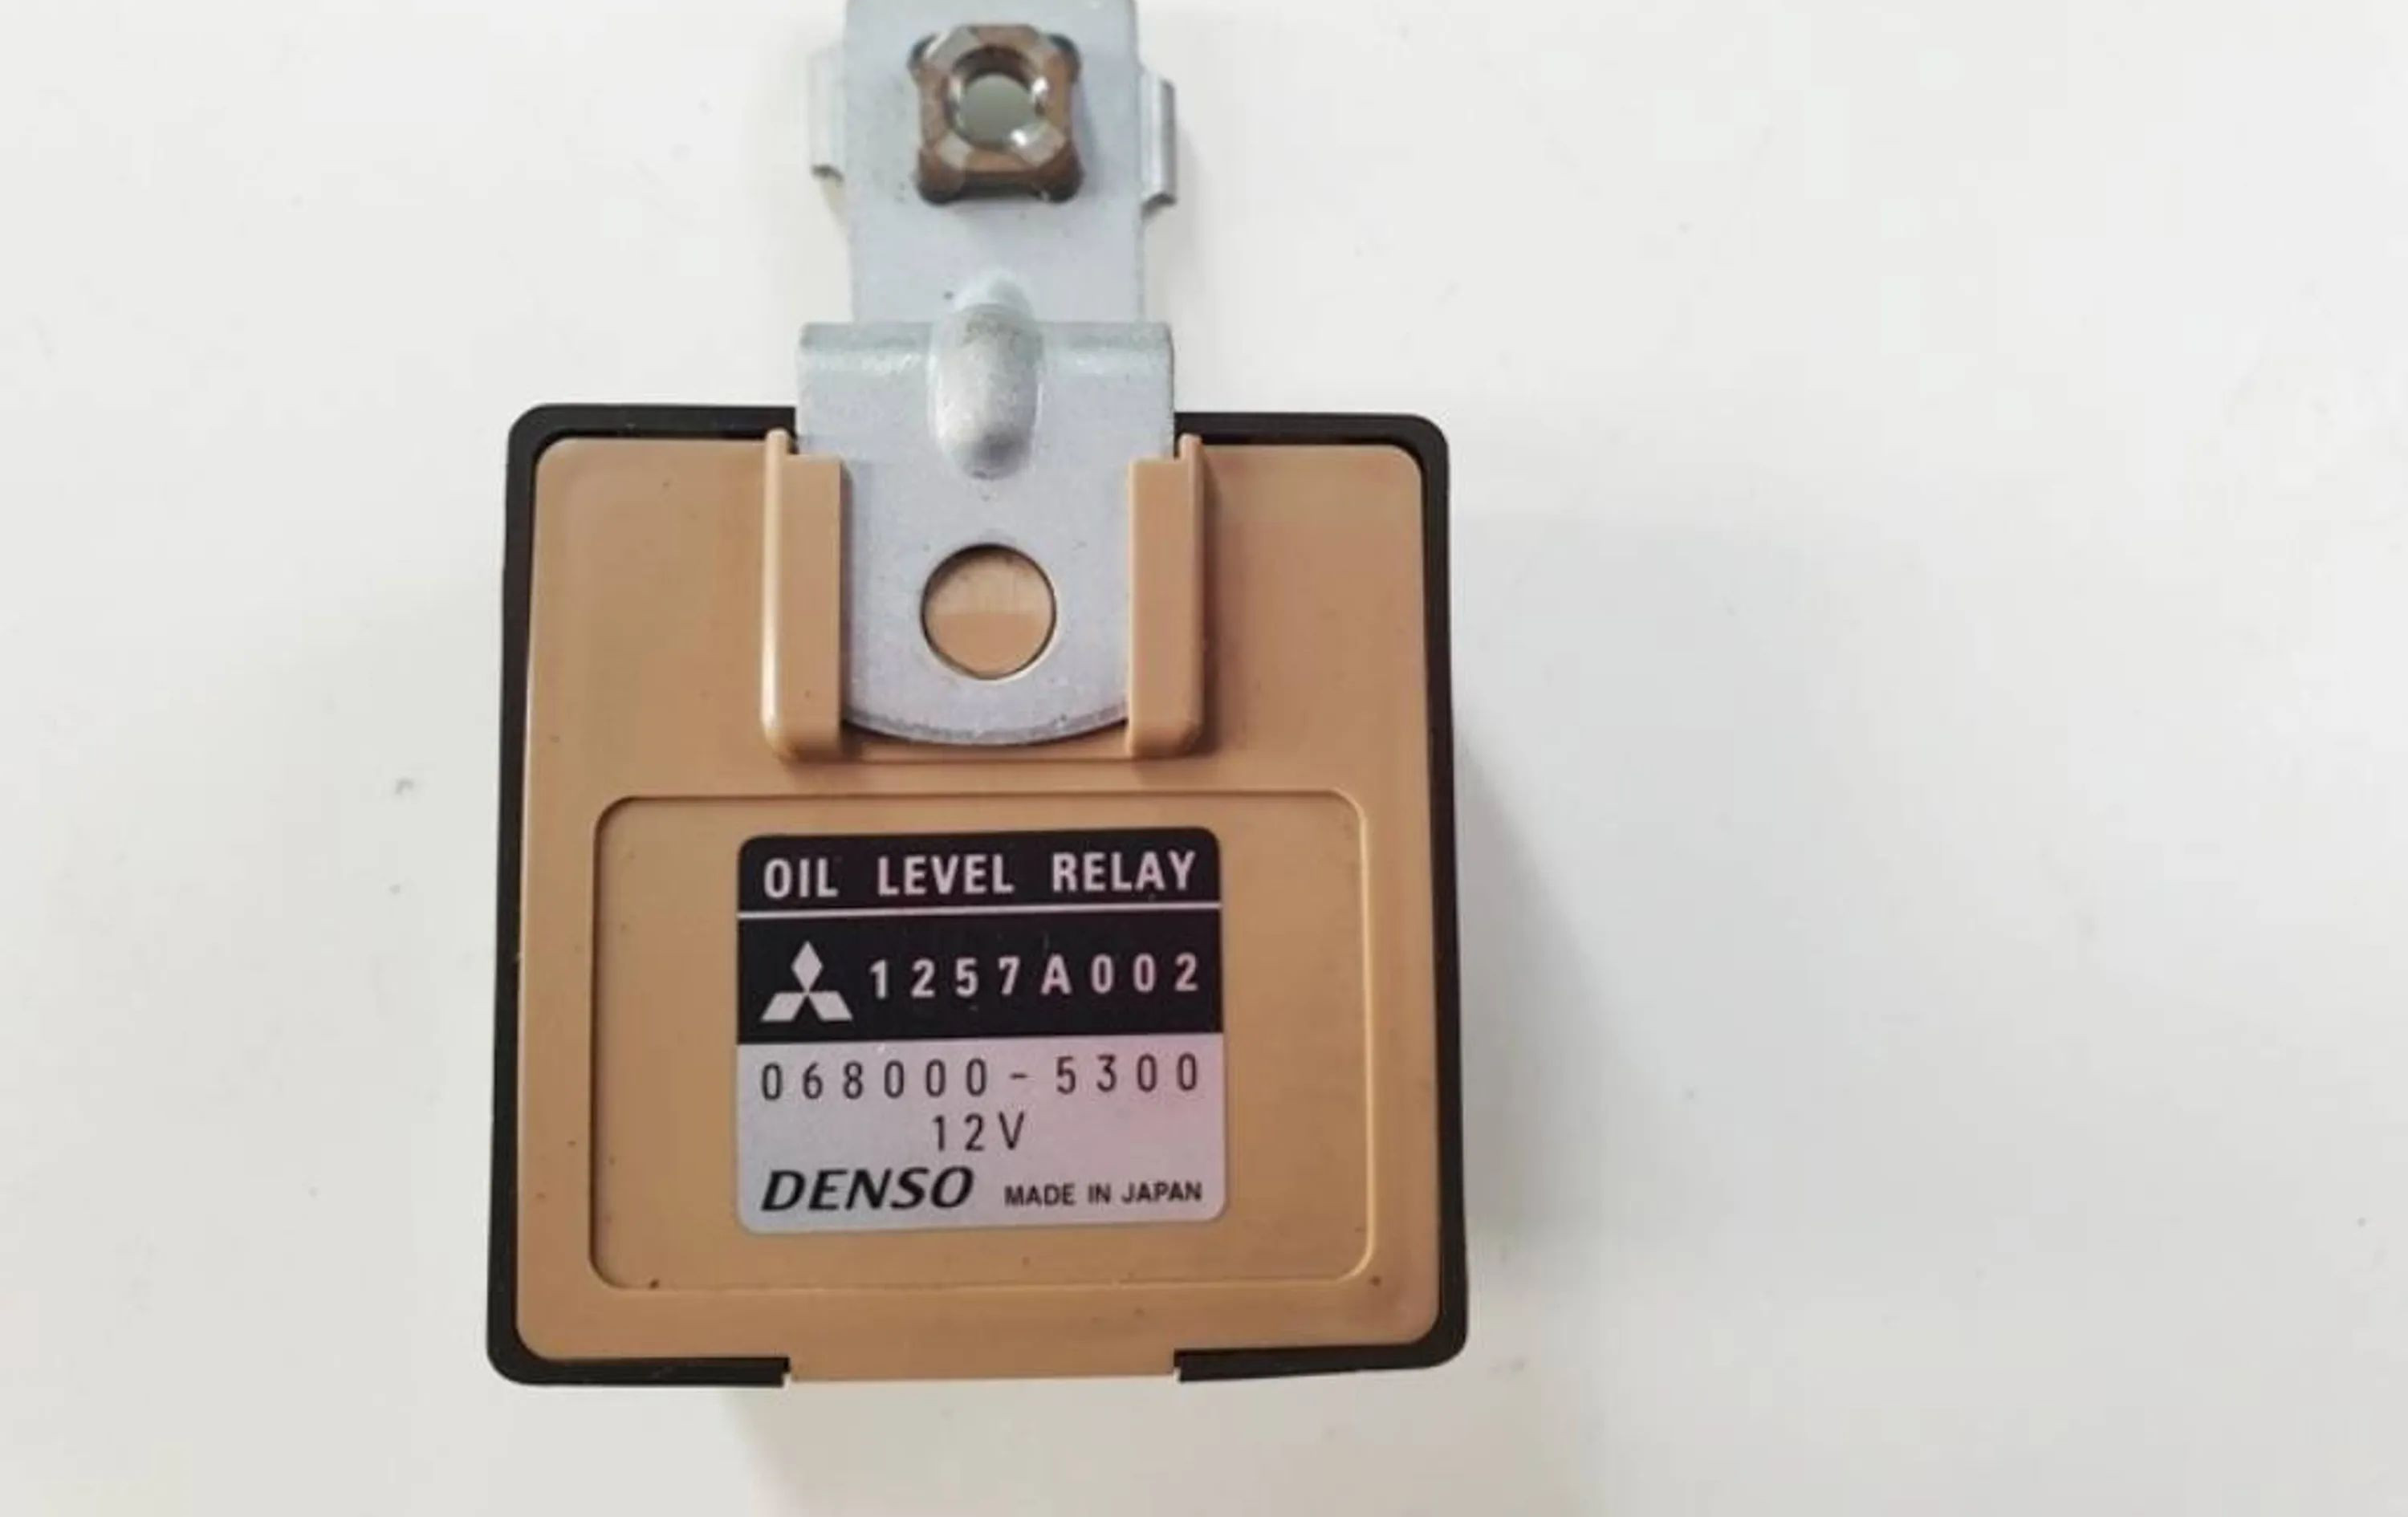 OIL LEVEL RELAY
1257A002
068000-5300
12V
DENSO MADE IN JAPAN